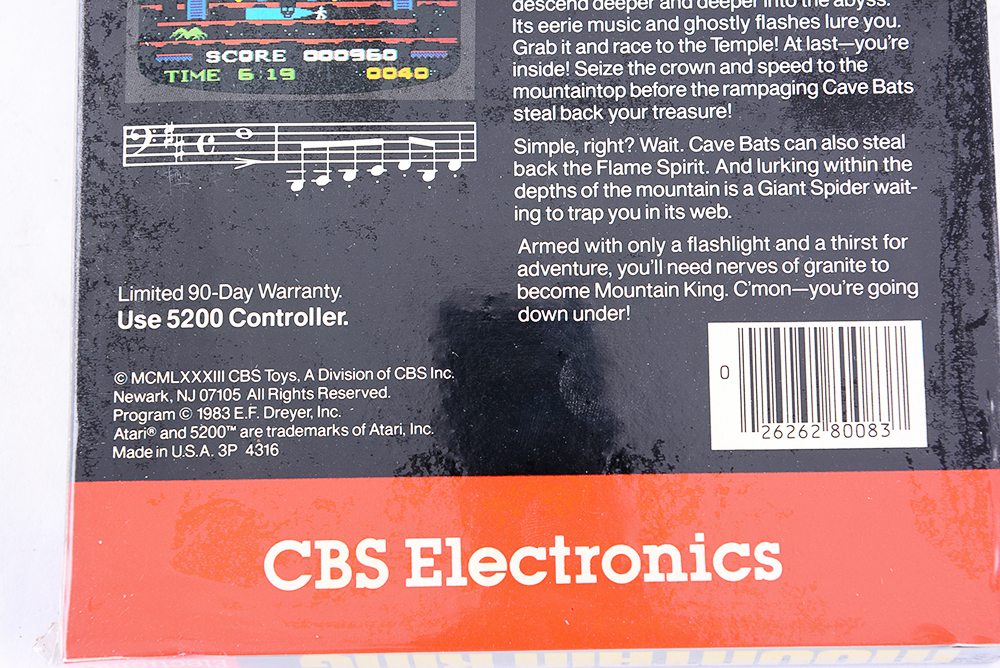 descend deeper and deeper into the abyss.
Its eerie music and ghostly flashes lure you.
Grab it and race to the Temple! At last—you're
inside! Seize the crown and speed to the
mountaintop before the rampaging Cave Bats
steal back your treasure!
Simple, right? Wait. Cave Bats can also steal
back the Flame Spirit. And lurking within the
depths of the mountain is a Giant Spider wait-
ing to trap you in its web.
Armed with only a flashlight and a thirst for
adventure, you'll need nerves of granite to
become Mountain King. C'mon—you're going
down under!
SCORE 000960
TIME 6:19 0040
Limited 90-Day Warranty.
Use 5200 Controller.
© MCMLXXXIII CBS Toys, A Division of CBS Inc.
Newark, NJ 07105 All Rights Reserved.
Program © 1983 E.F. Dreyer, Inc.
Atari® and 5200™ are trademarks of Atari, Inc.
Made in U.S.A. 3P 4316
0 26262 80083
CBS Electronics